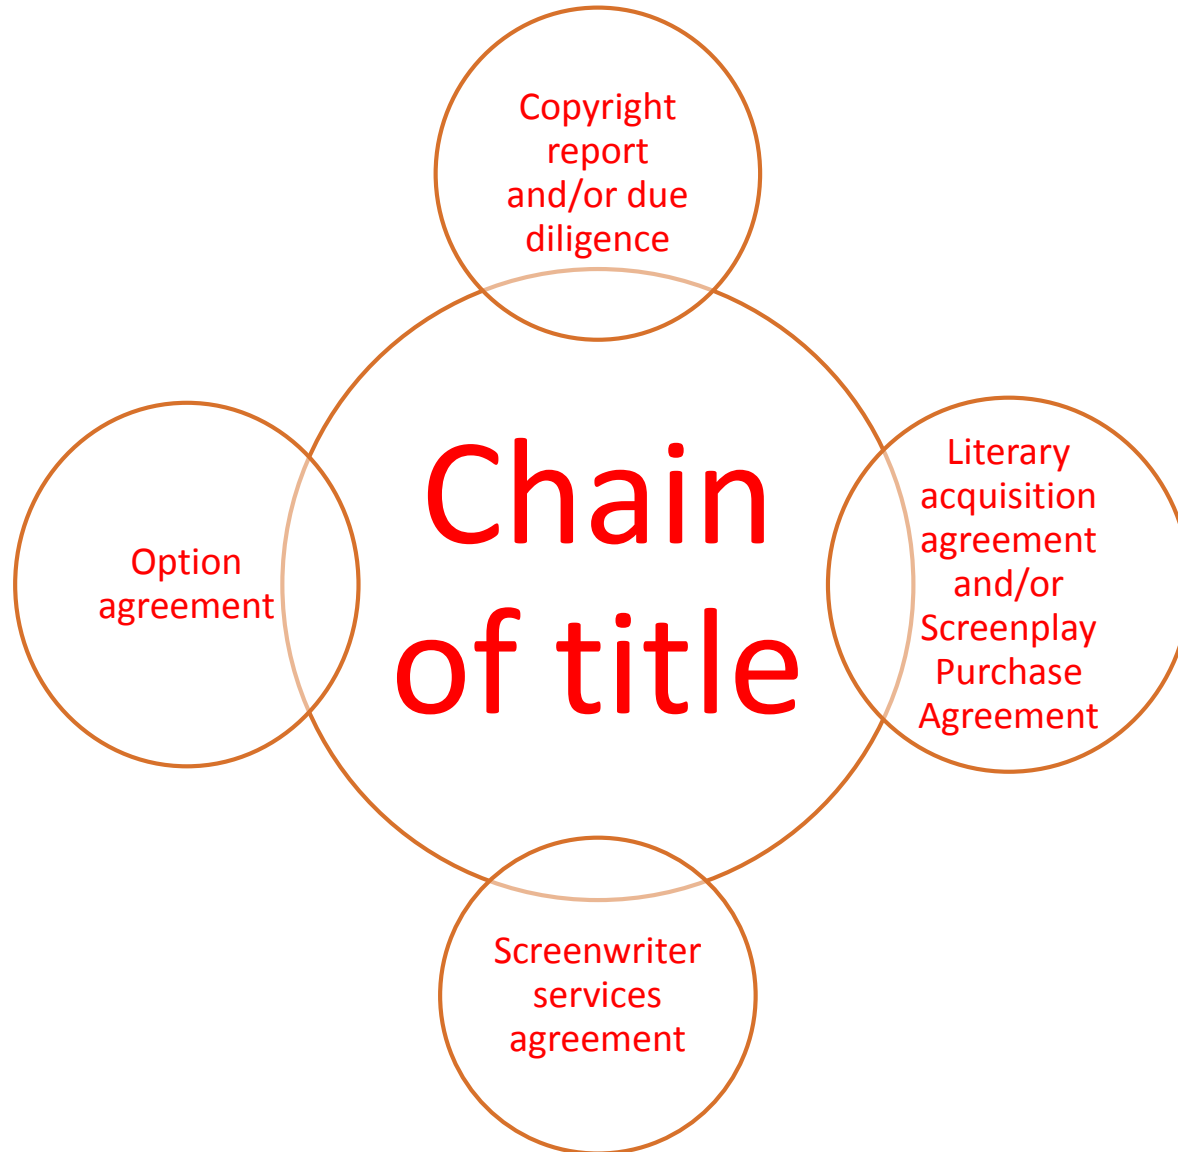 Copyright
report
and/or due
diligence
Chain
of title
Literary
acquisition
agreement
and/or
Screenplay
Purchase
Agreement
Screenwriter
services
agreement
Option
agreement